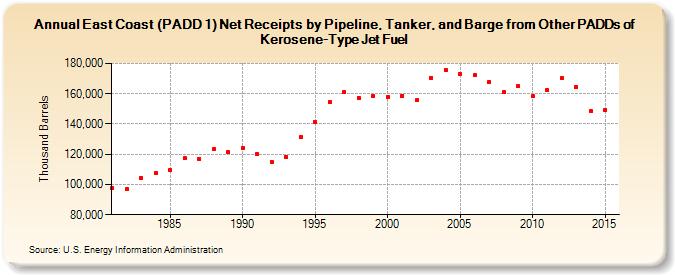 Annual East Coast (PADD 1) Net Receipts by Pipeline, Tanker, and Barge from Other PADDs of
Kerosene-Type Jet Fuel
Thousand Barrels
180,000
160,000
140,000
120,000
100,000
80,000
1985 1990 1995 2000 2005 2010 2015
Source: U.S. Energy Information Administration